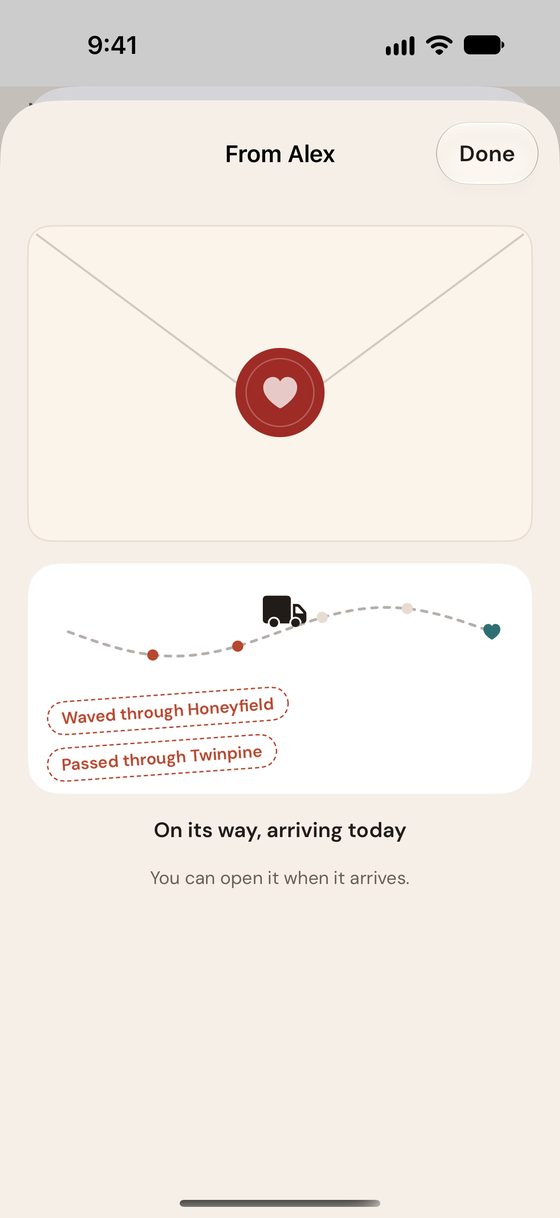 9:41
From Alex
Done
Waved through Honeyfield
Passed through Twinpine
On its way, arriving today
You can open it when it arrives.